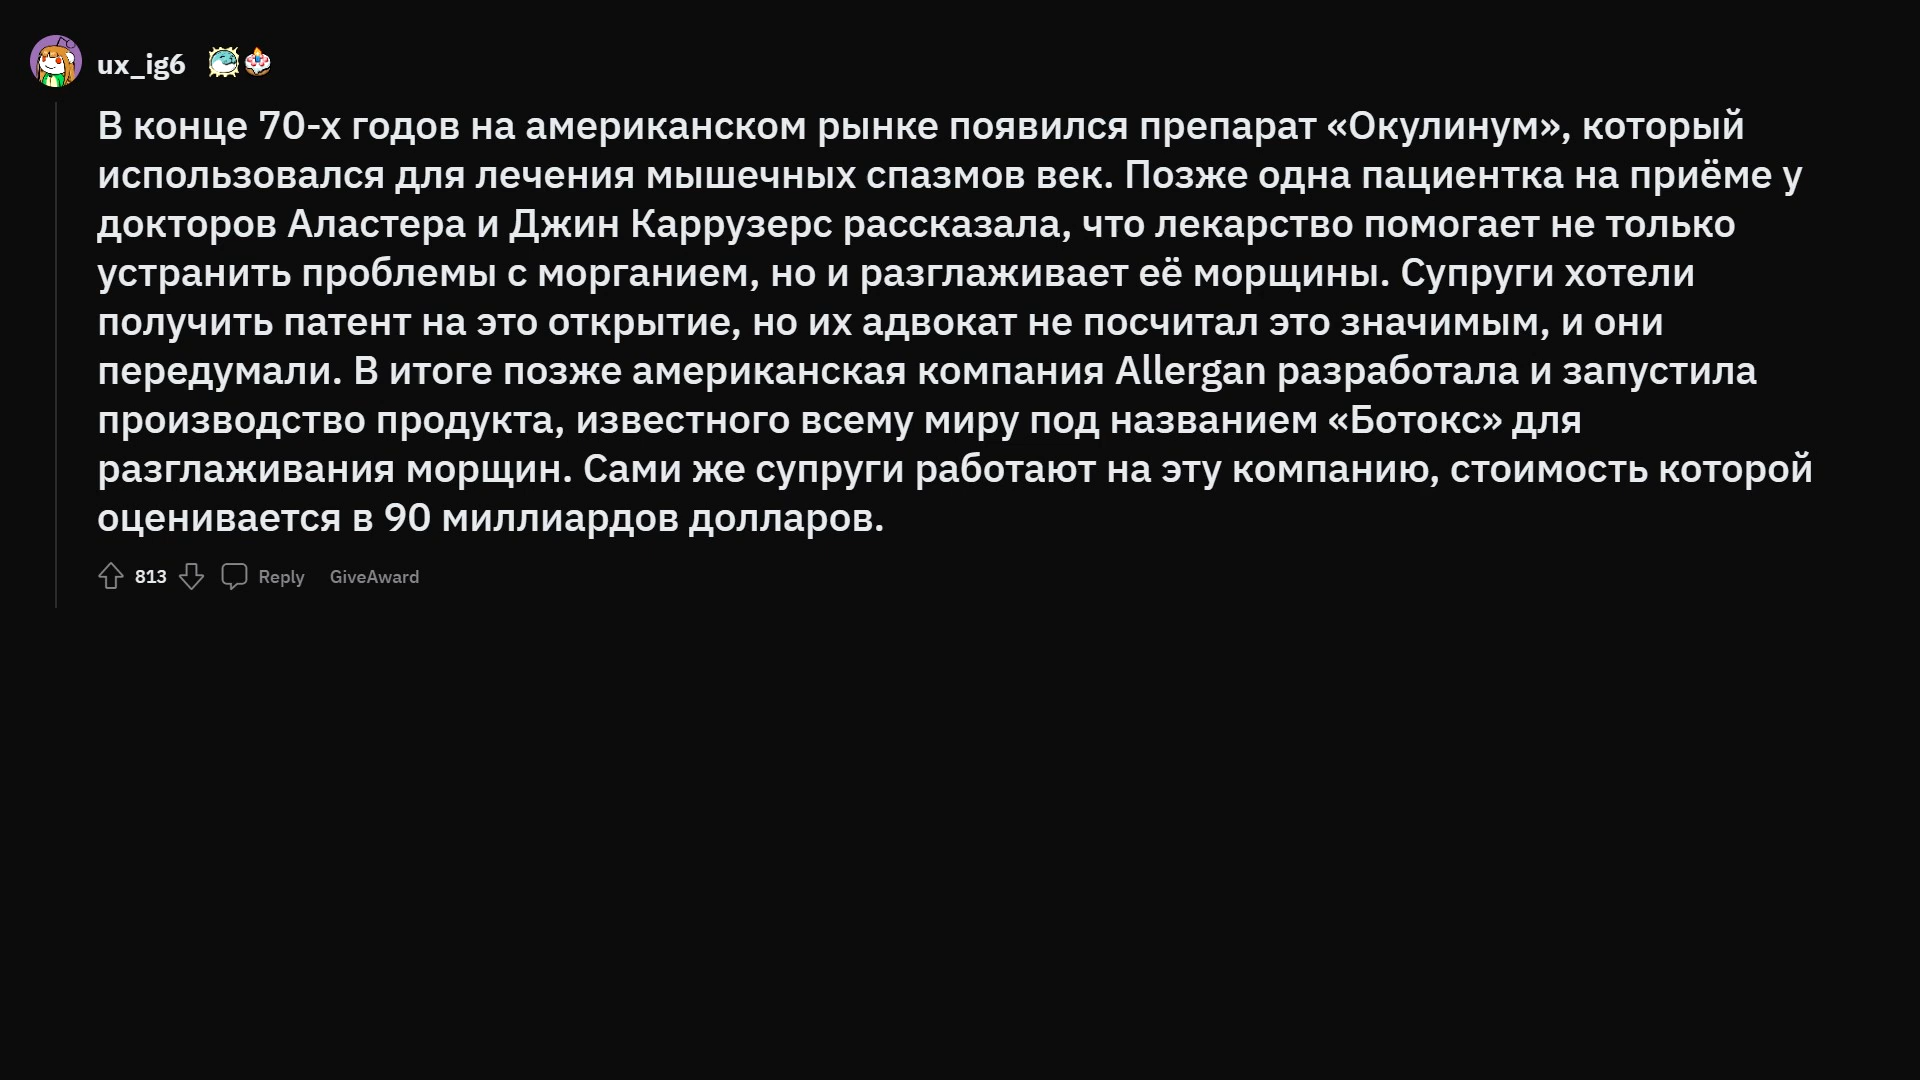 ux_ig6
В конце 70-х годов на американском рынке появился препарат «Окулинум», который
использовался для лечения мышечных спазмов век. Позже одна пациентка на приёме у
докторов Аластера и Джин Каррузерс рассказала, что лекарство помогает не только
устранить проблемы с морганием, но и разглаживает её морщины. Супруги хотели
получить патент на это открытие, но их адвокат не посчитал это значимым, и они
передумали. В итоге позже американская компания Allergan разработала и запустила
производство продукта, известного всему миру под названием «Ботокс» для
разглаживания морщин. Сами же супруги работают на эту компанию, стоимость которой
оценивается в 90 миллиардов долларов.
813 Reply GiveAward